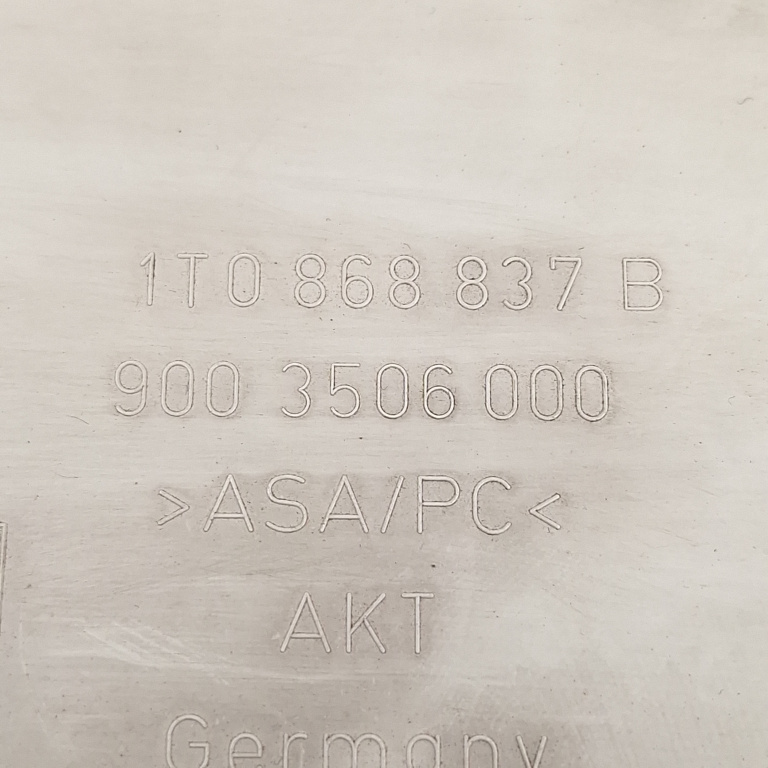 1T0 868 837 B
900 3506 000
>ASA/PC<
AKT
Germany